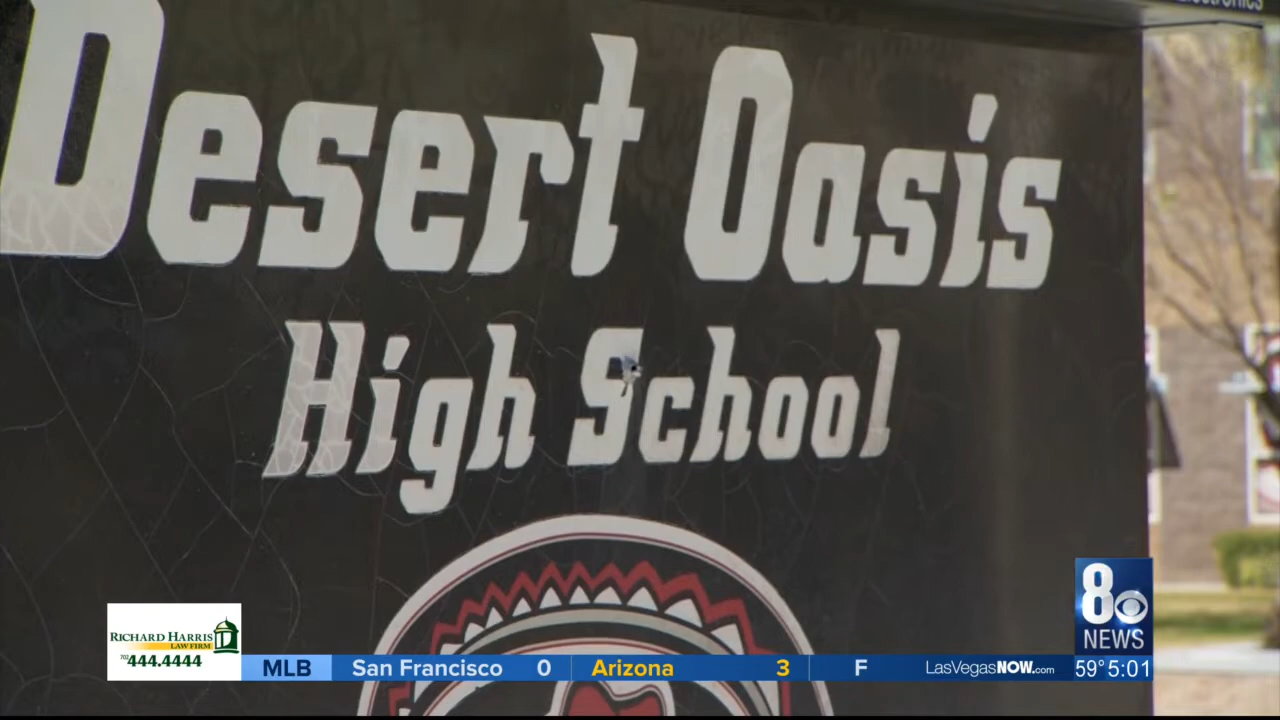 Electronics
Desert Oasis
High School
RICHARD HARRIS
LAW FIRM
702 444.4444
MLB San Francisco 0 Arizona 3 F LasVegasNOW.com 59° 5:01
8
NEWS